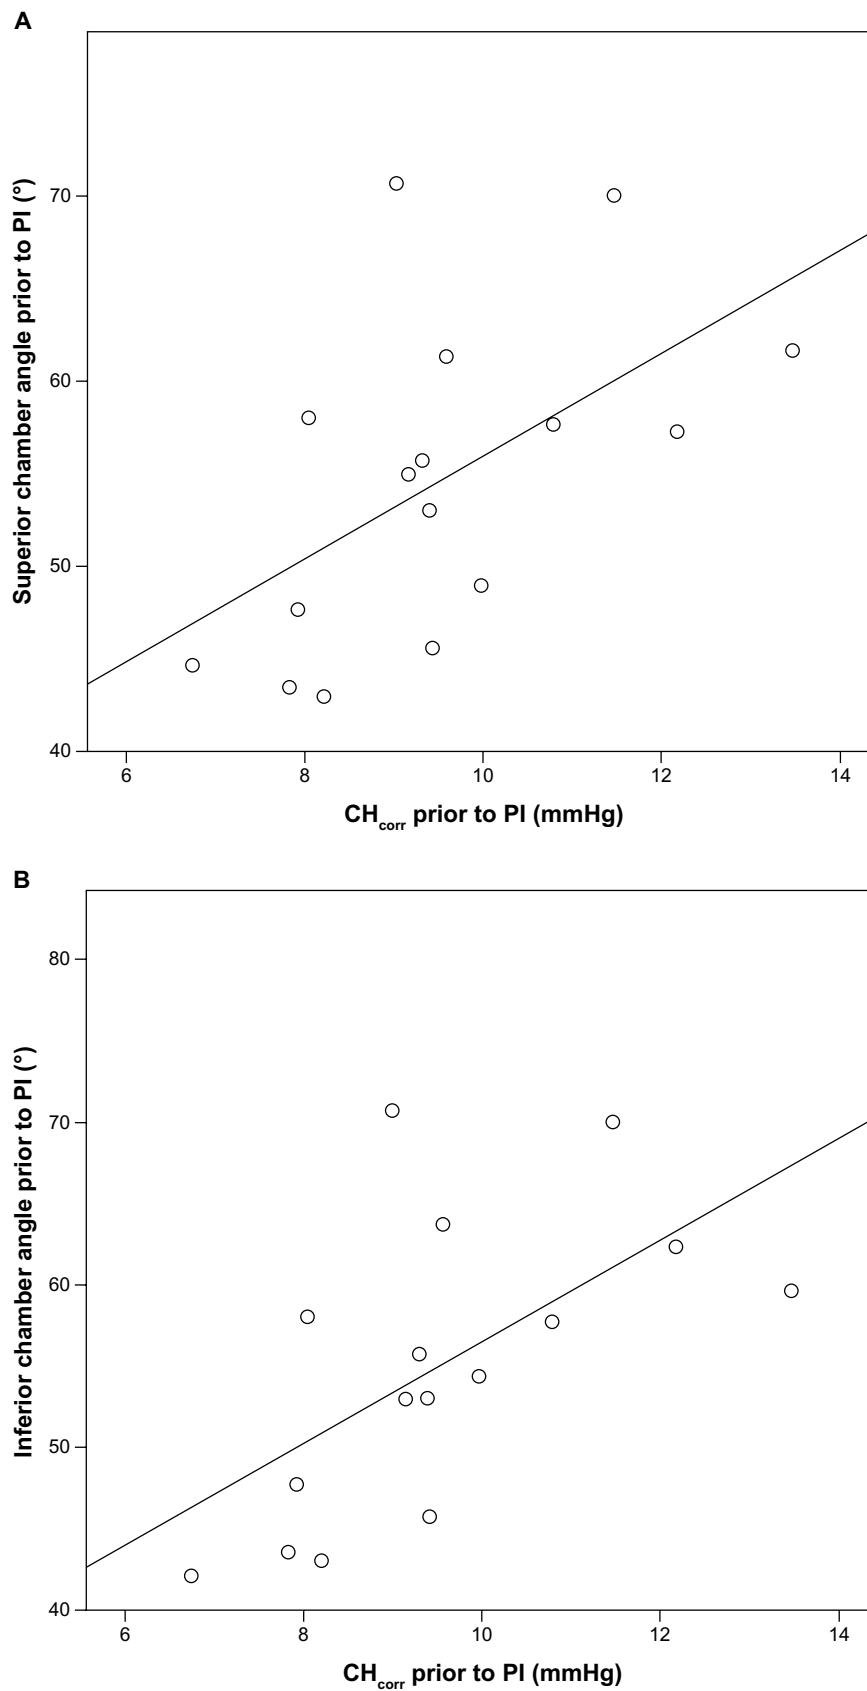 A
Superior chamber angle prior to PI (°)
70
60
50
40
6 8 10 12 14
CHcorr prior to PI (mmHg)
B
Inferior chamber angle prior to PI (°)
80
70
60
50
40
6 8 10 12 14
CHcorr prior to PI (mmHg)